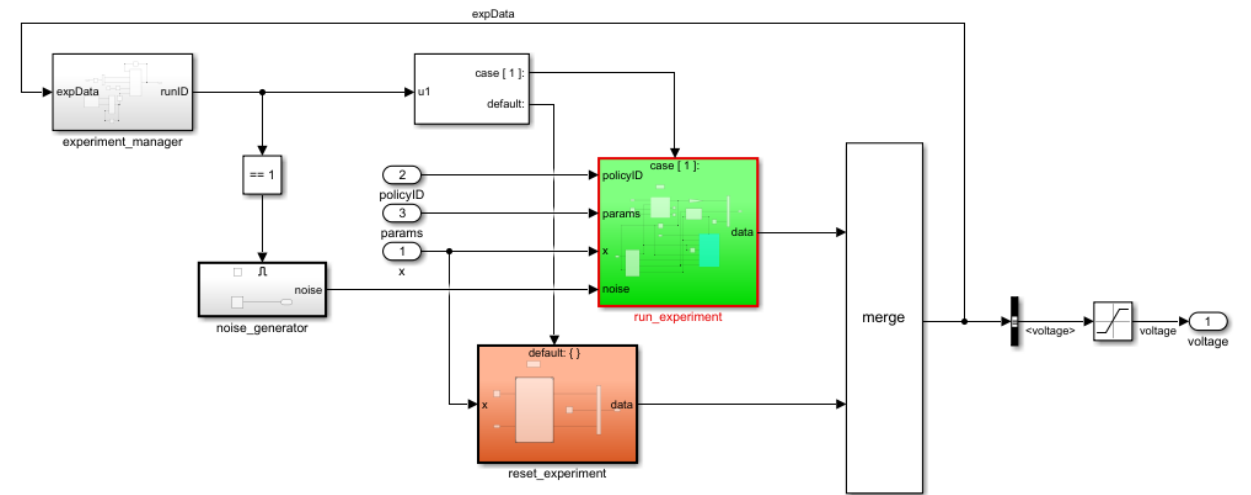 expData
expData
runID
experiment_manager
u1
case [ 1 ]:
default:
== 1
2
policyID
3
params
1
x
noise
noise_generator
case [ 1 ]:
policyID
params
x
noise
data
run_experiment
default: { }
x
data
reset_experiment
merge
<voltage>
voltage
1
voltage